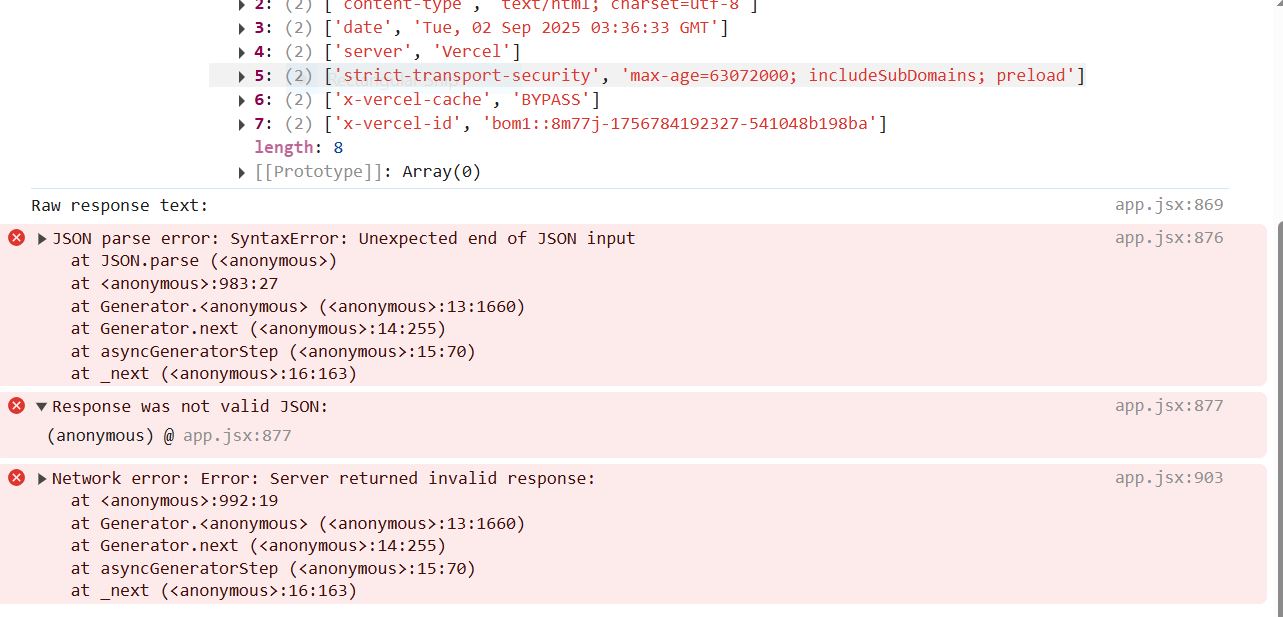 2: (2) ['content-type', 'text/html; charset=utf-8']
3: (2) ['date', 'Tue, 02 Sep 2025 03:36:33 GMT']
4: (2) ['server', 'Vercel']
5: (2) ['strict-transport-security', 'max-age=63072000; includeSubDomains; preload']
6: (2) ['x-vercel-cache', 'BYPASS']
7: (2) ['x-vercel-id', 'bom1::8m77j-1756784192327-541048b198ba']
length: 8
[[Prototype]]: Array(0)
Raw response text: app.jsx:869
JSON parse error: SyntaxError: Unexpected end of JSON input app.jsx:876
at JSON.parse (<anonymous>)
at <anonymous>:983:27
at Generator.<anonymous> (<anonymous>:13:1660)
at Generator.next (<anonymous>:14:255)
at asyncGeneratorStep (<anonymous>:15:70)
at _next (<anonymous>:16:163)
Response was not valid JSON: app.jsx:877
(anonymous) @ app.jsx:877
Network error: Error: Server returned invalid response: app.jsx:903
at <anonymous>:992:19
at Generator.<anonymous> (<anonymous>:13:1660)
at Generator.next (<anonymous>:14:255)
at asyncGeneratorStep (<anonymous>:15:70)
at _next (<anonymous>:16:163)